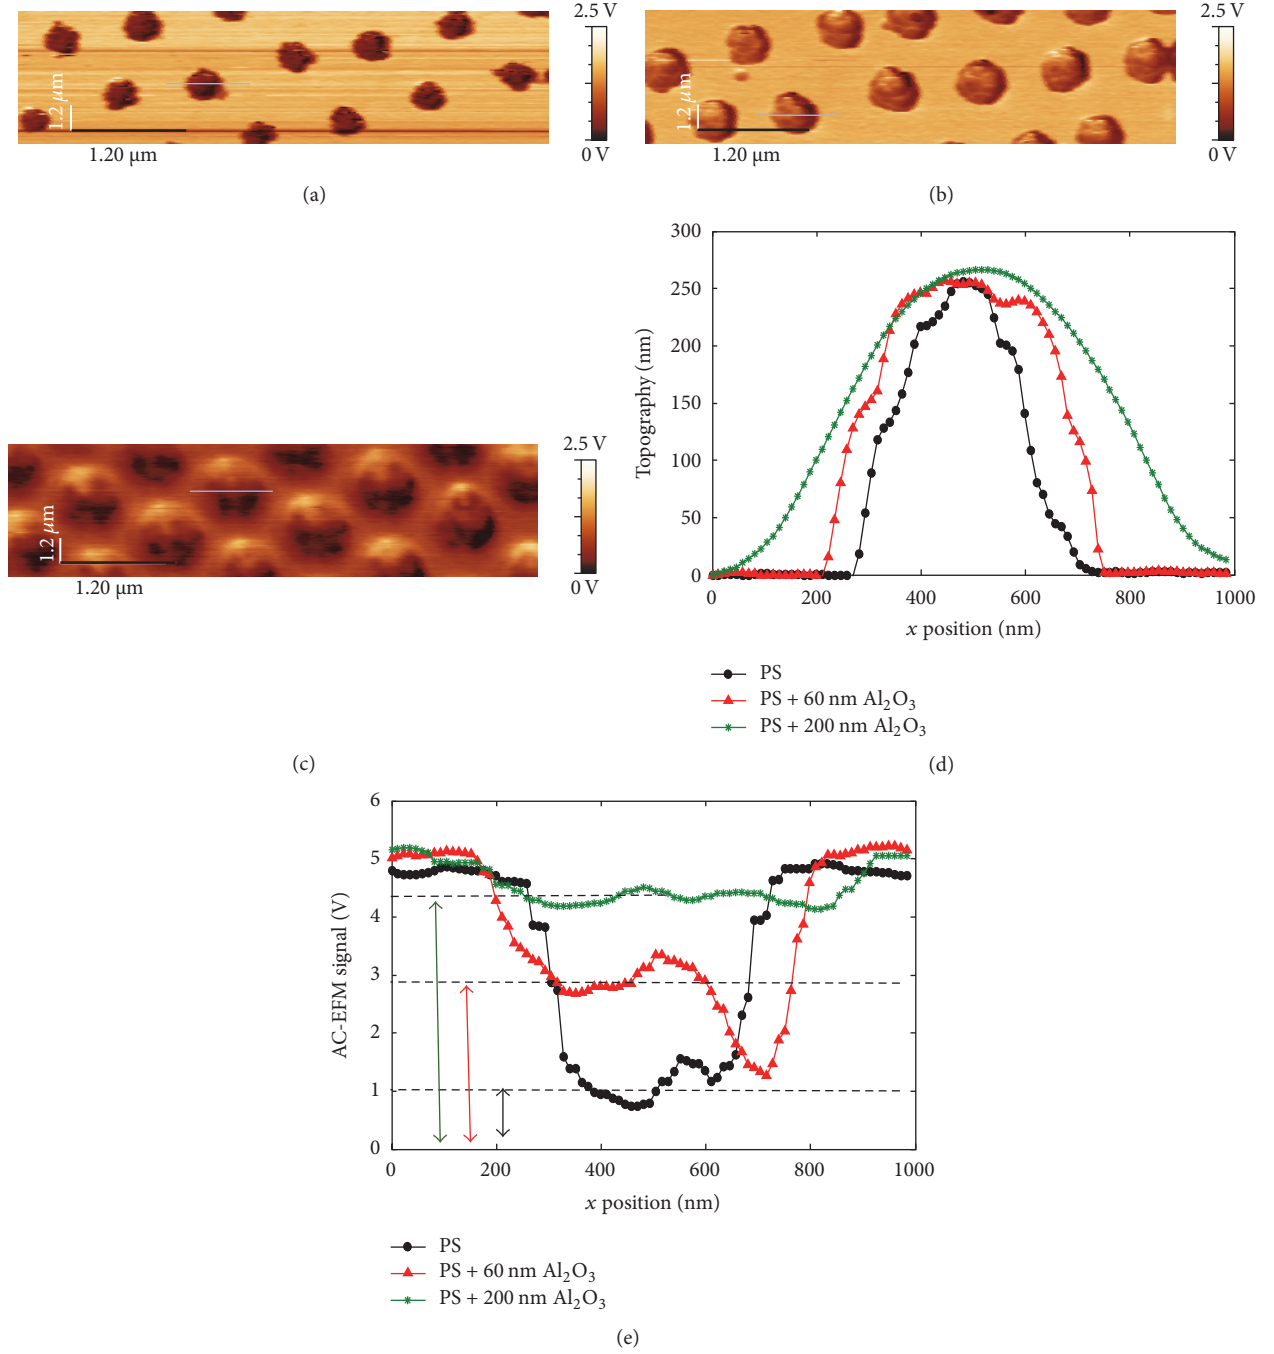 2.5 V
0 V
1.2 μm
1.20 μm
(a)
2.5 V
0 V
1.2 μm
1.20 μm
(b)
2.5 V
0 V
1.2 μm
1.20 μm
(c)
300
250
200
150
100
50
0
Topography (nm)
0 200 400 600 800 1000
x position (nm)
PS
PS + 60 nm Al₂O₃
PS + 200 nm Al₂O₃
(d)
6
5
4
3
2
1
0
AC-EFM signal (V)
0 200 400 600 800 1000
x position (nm)
PS
PS + 60 nm Al₂O₃
PS + 200 nm Al₂O₃
(e)